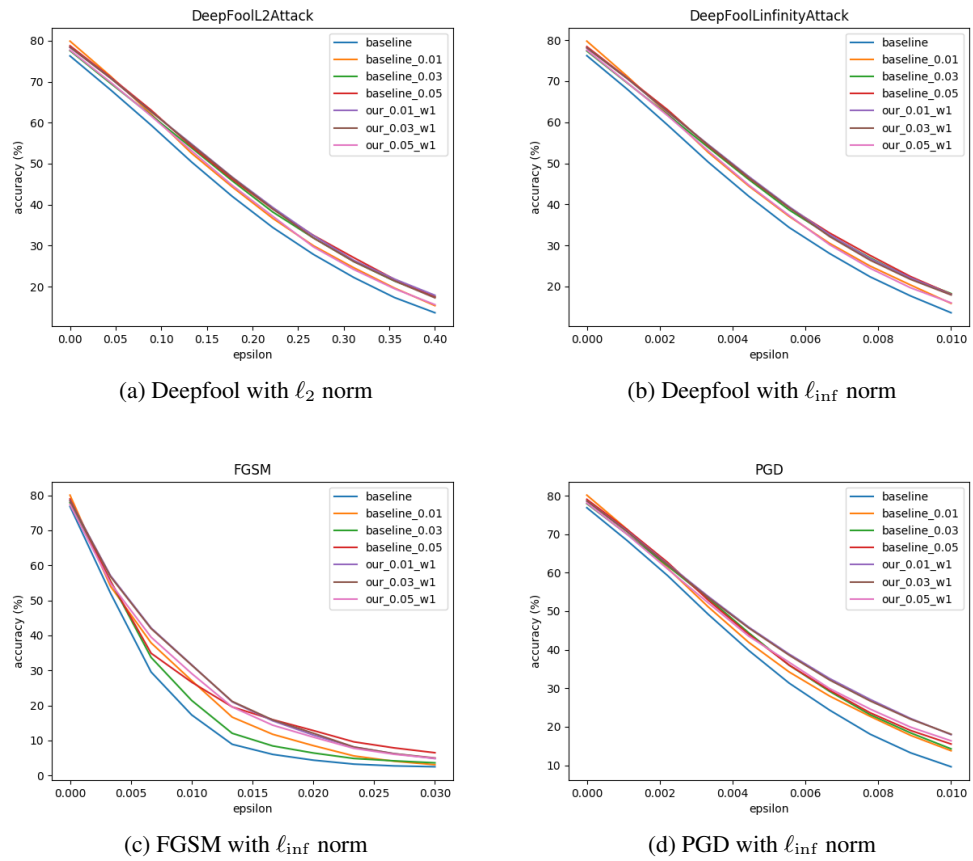 DeepFoolL2Attack
80
70
60
50
40
30
20
accuracy (%)
0.00 0.05 0.10 0.15 0.20 0.25 0.30 0.35 0.40
epsilon
baseline
baseline_0.01
baseline_0.03
baseline_0.05
our_0.01_w1
our_0.03_w1
our_0.05_w1
(a) Deepfool with ℓ2 norm
DeepFoolLinfinityAttack
80
70
60
50
40
30
20
accuracy (%)
0.000 0.002 0.004 0.006 0.008 0.010
epsilon
baseline
baseline_0.01
baseline_0.03
baseline_0.05
our_0.01_w1
our_0.03_w1
our_0.05_w1
(b) Deepfool with ℓinf norm
FGSM
80
70
60
50
40
30
20
10
0
accuracy (%)
0.000 0.005 0.010 0.015 0.020 0.025 0.030
epsilon
baseline
baseline_0.01
baseline_0.03
baseline_0.05
our_0.01_w1
our_0.03_w1
our_0.05_w1
(c) FGSM with ℓinf norm
PGD
80
70
60
50
40
30
20
10
accuracy (%)
0.000 0.002 0.004 0.006 0.008 0.010
epsilon
baseline
baseline_0.01
baseline_0.03
baseline_0.05
our_0.01_w1
our_0.03_w1
our_0.05_w1
(d) PGD with ℓinf norm